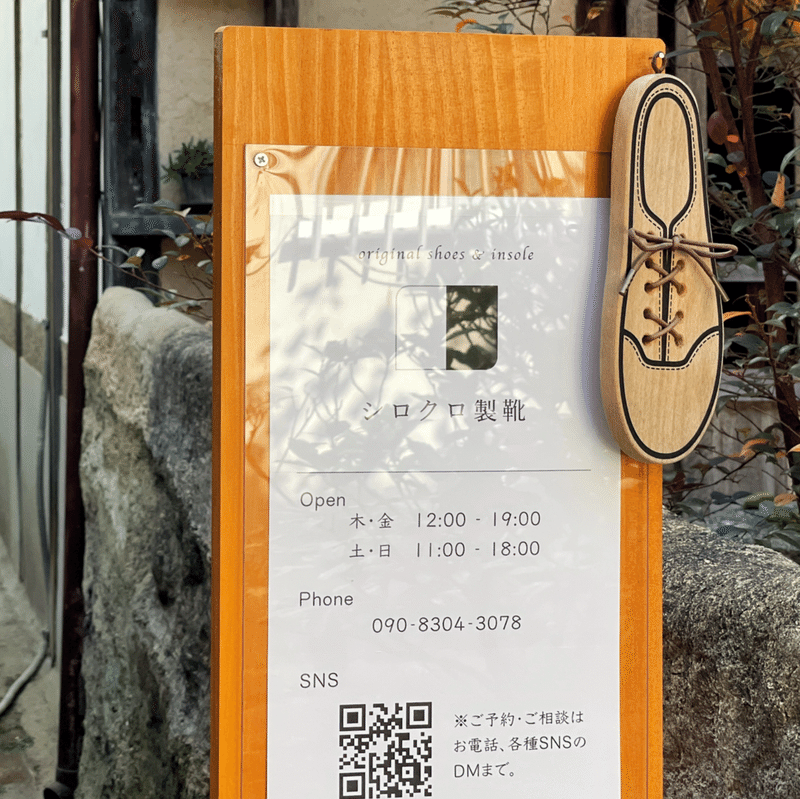 original shoes & insole
シロクロ製靴
Open
木・金 12:00 - 19:00
土・日 11:00 - 18:00
Phone
090-8304-3078
SNS
※ご予約・ご相談は
お電話、各種SNSの
DMまで。